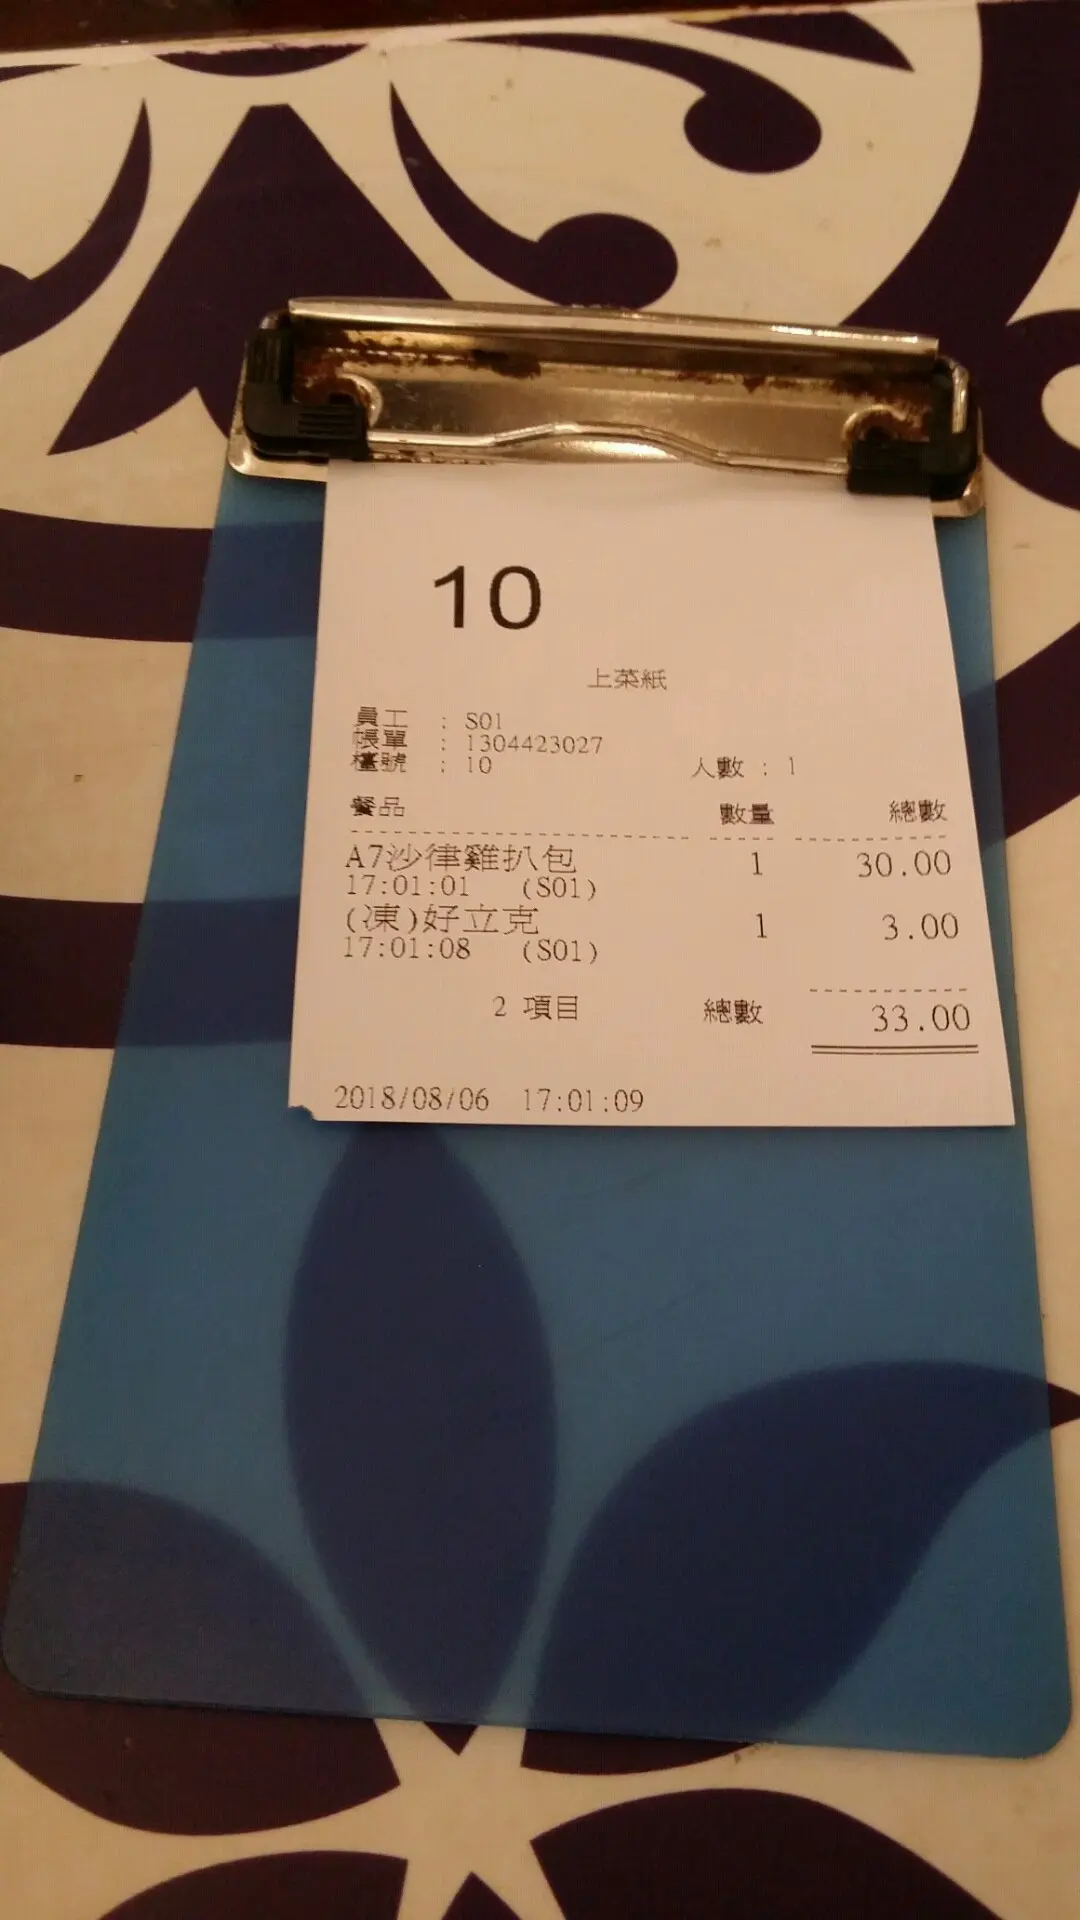 10
上菜紙
員工 : S01
帳單 : 1304423027
檯號 : 10 人數 : 1
餐品 數量 總數
A7沙律雞扒包 1 30.00
17:01:01 (S01)
(凍)好立克 1 3.00
17:01:08 (S01)
2 項目 總數 33.00
2018/08/06 17:01:09